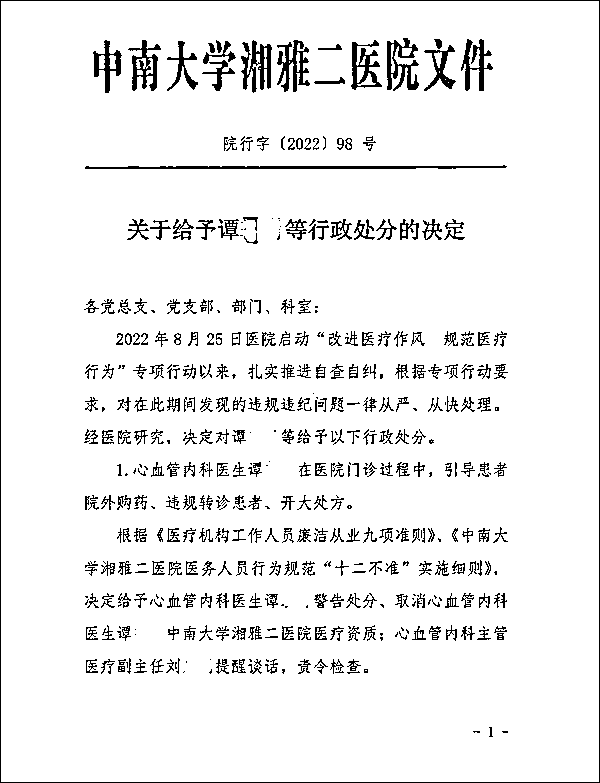 中南大学湘雅二医院文件
院行字〔2022〕98 号
关于给予谭 等行政处分的决定
各党总支、党支部、部门、科室：
2022 年 8 月 25 日医院启动“改进医疗作风 规范医疗
行为”专项行动以来，扎实推进自查自纠，根据专项行动要
求，对在此期间发现的违规违纪问题一律从严、从快处理。
经医院研究，决定对谭 等给予以下行政处分。
1.心血管内科医生谭 在医院门诊过程中，引导患者
院外购药、违规转诊患者、开大处方。
根据《医疗机构工作人员廉洁从业九项准则》、《中南大
学湘雅二医院医务人员行为规范“十二不准”实施细则》，
决定给予心血管内科医生谭 警告处分、取消心血管内科
医生谭 中南大学湘雅二医院医疗资质；心血管内科主管
医疗副主任刘 提醒谈话，责令检查。
- 1 -